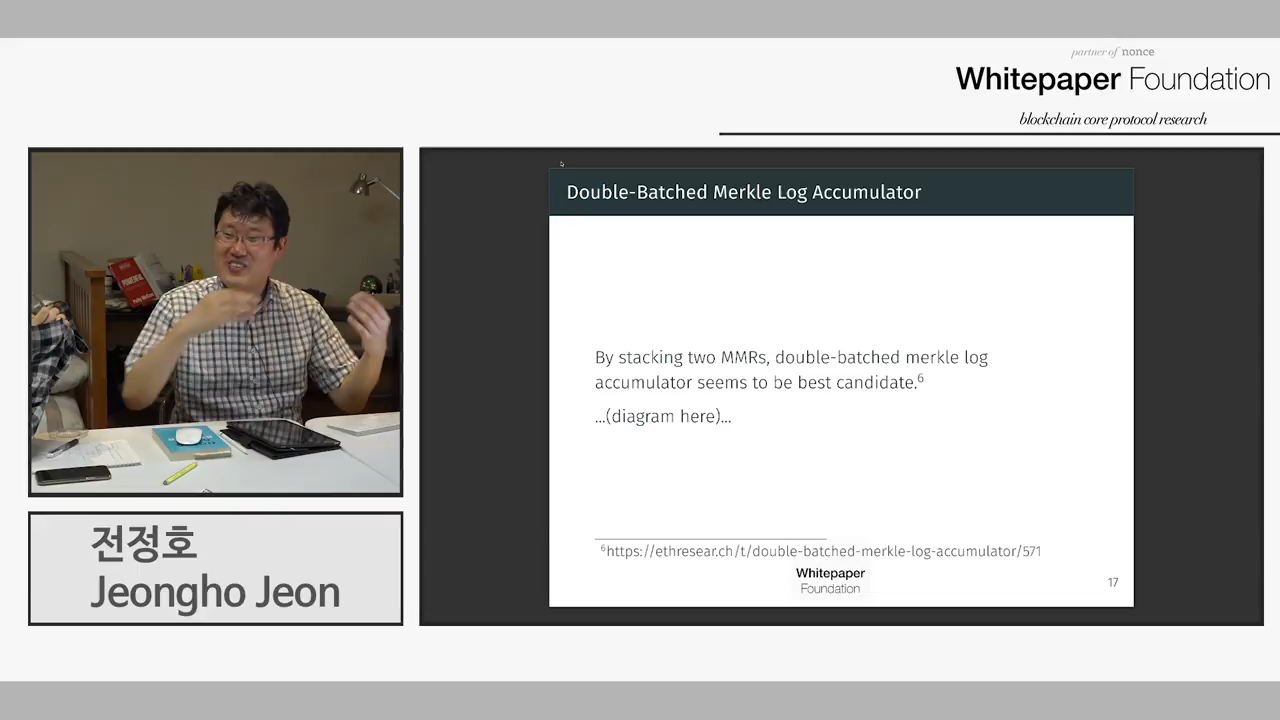 partner of nonce
Whitepaper Foundation
blockchain core protocol research
Double-Batched Merkle Log Accumulator
By stacking two MMRs, double-batched merkle log
accumulator seems to be best candidate.6
...(diagram here)...
6https://ethresear.ch/t/double-batched-merkle-log-accumulator/571
Whitepaper
Foundation
17
전정호
Jeongho Jeon